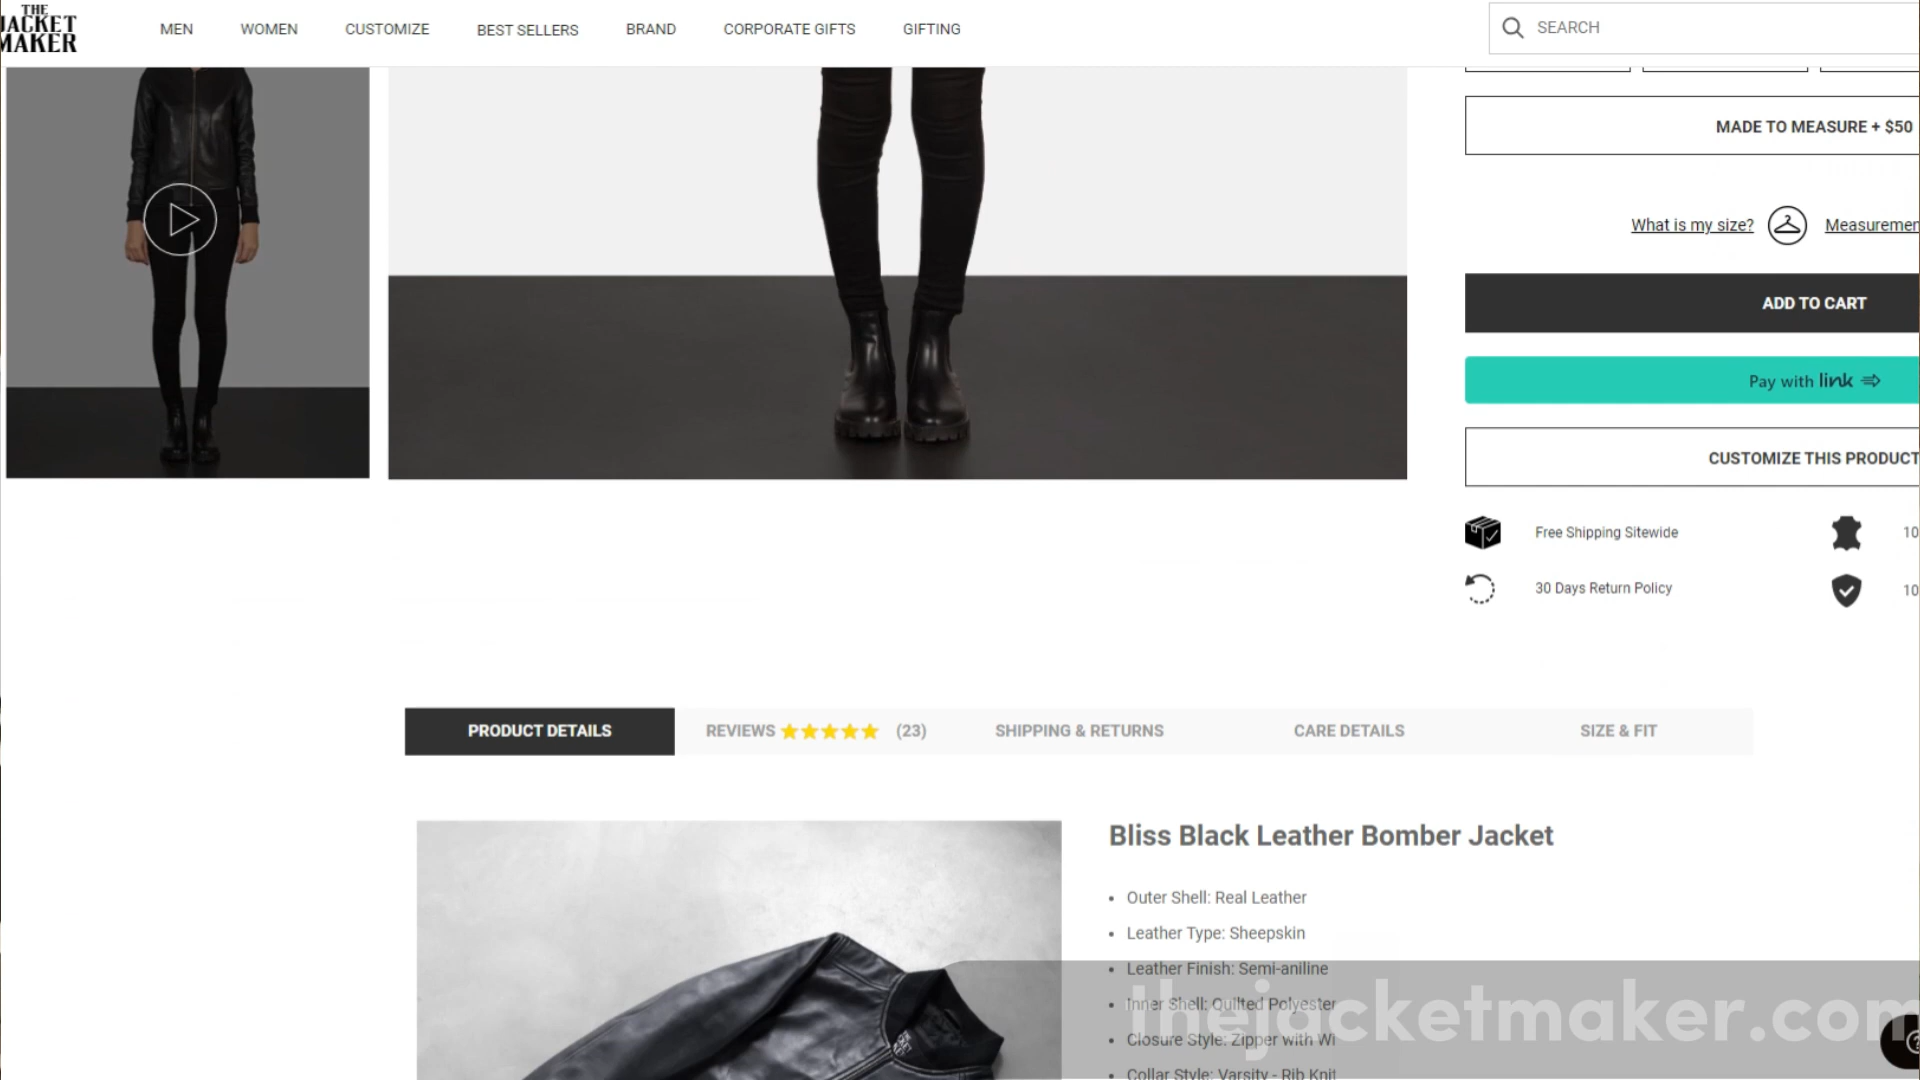 THE
JACKET
MAKER
MEN WOMEN CUSTOMIZE BEST SELLERS BRAND CORPORATE GIFTS GIFTING
SEARCH
MADE TO MEASURE + $50
What is my size?
ADD TO CART
Pay with link
CUSTOMIZE THIS PRODUCT
Free Shipping Sitewide
10
30 Days Return Policy
10
PRODUCT DETAILS REVIEWS (23) SHIPPING & RETURNS CARE DETAILS SIZE & FIT
Bliss Black Leather Bomber Jacket
• Outer Shell: Real Leather
• Leather Type: Sheepskin
• Leather Finish: Semi-aniline
• Inner Shell: Quilted Polyester
• Closure Style: Zipper with
• Collar Style: Varsity - Rib Knit
thejacketmaker.com